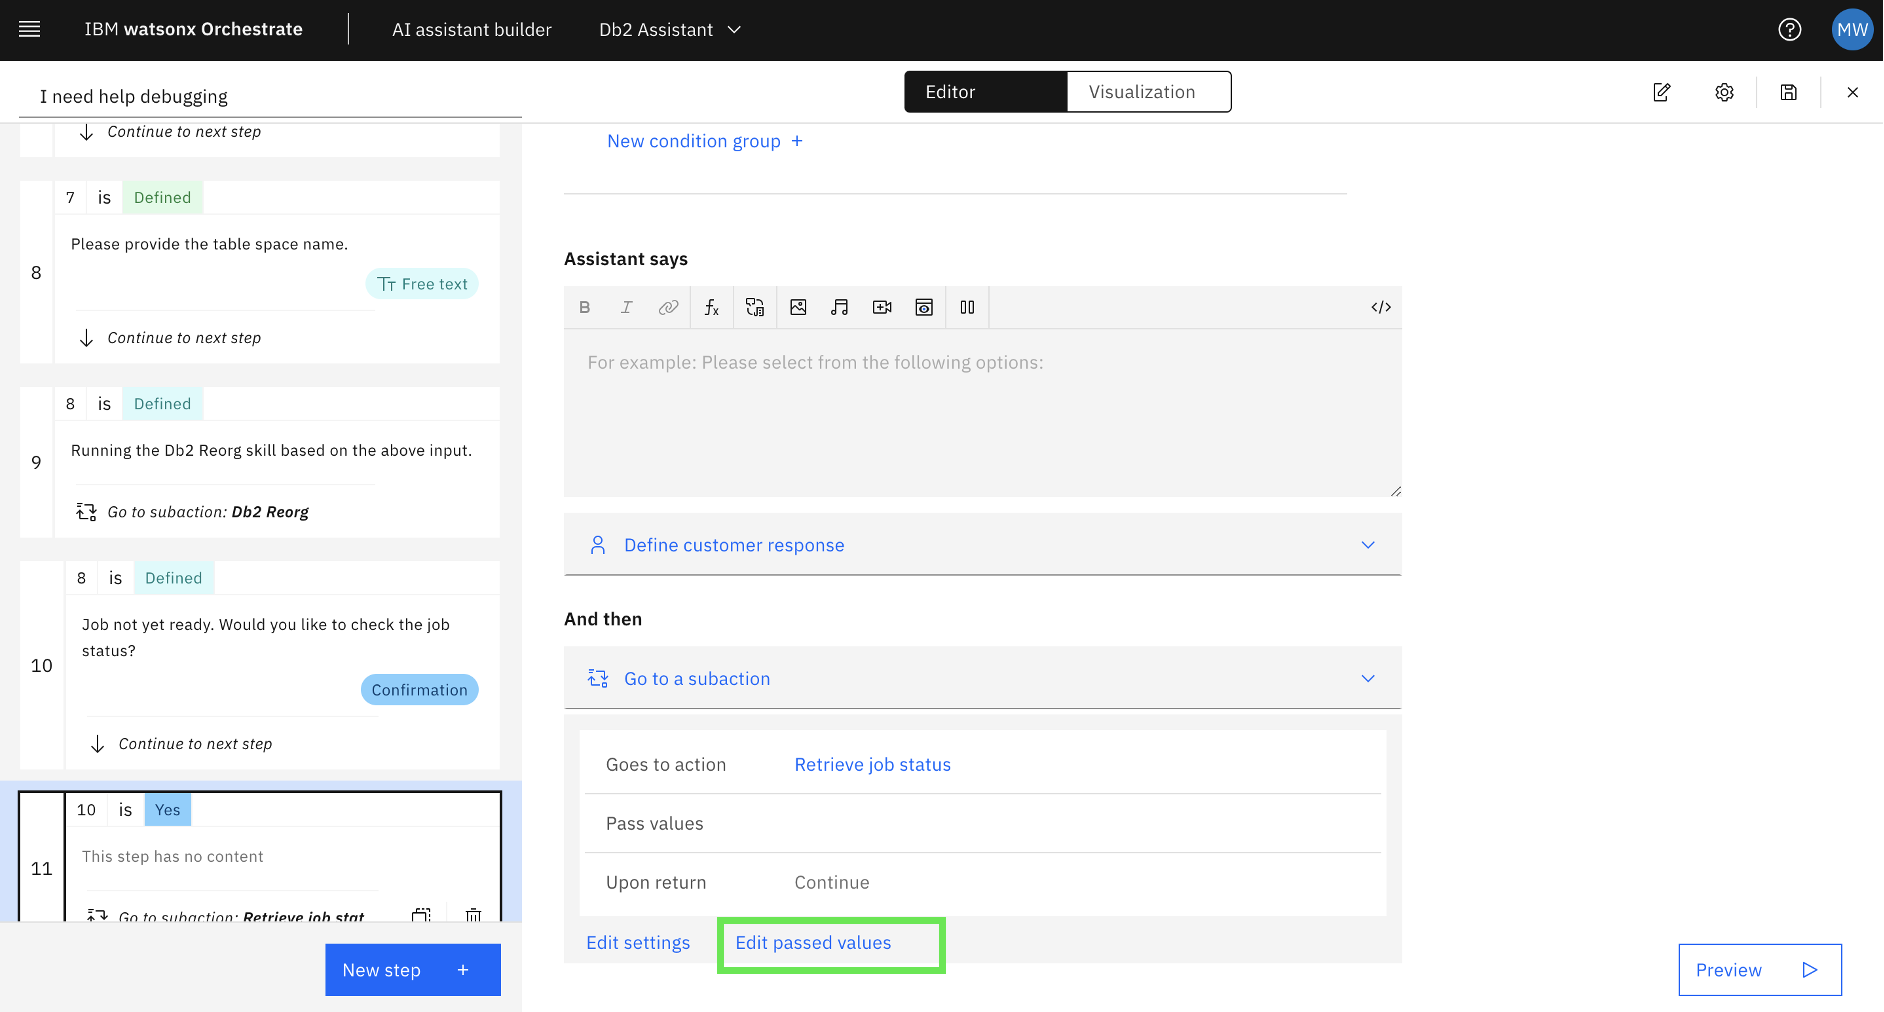 IBM watsonx Orchestrate
AI assistant builder
Db2 Assistant
MW
I need help debugging
Editor
Visualization
Continue to next step
7 is Defined
8
Please provide the table space name.
Free text
Continue to next step
8 is Defined
9
Running the Db2 Reorg skill based on the above input.
Go to subaction: Db2 Reorg
8 is Defined
10
Job not yet ready. Would you like to check the job
status?
Confirmation
Continue to next step
10 is Yes
11
This step has no content
Go to subaction: Retrieve job stat
New step +
New condition group +
Assistant says
B I
</>
For example: Please select from the following options:
Define customer response
And then
Go to a subaction
Goes to action Retrieve job status
Pass values
Upon return Continue
Edit settings Edit passed values
Preview